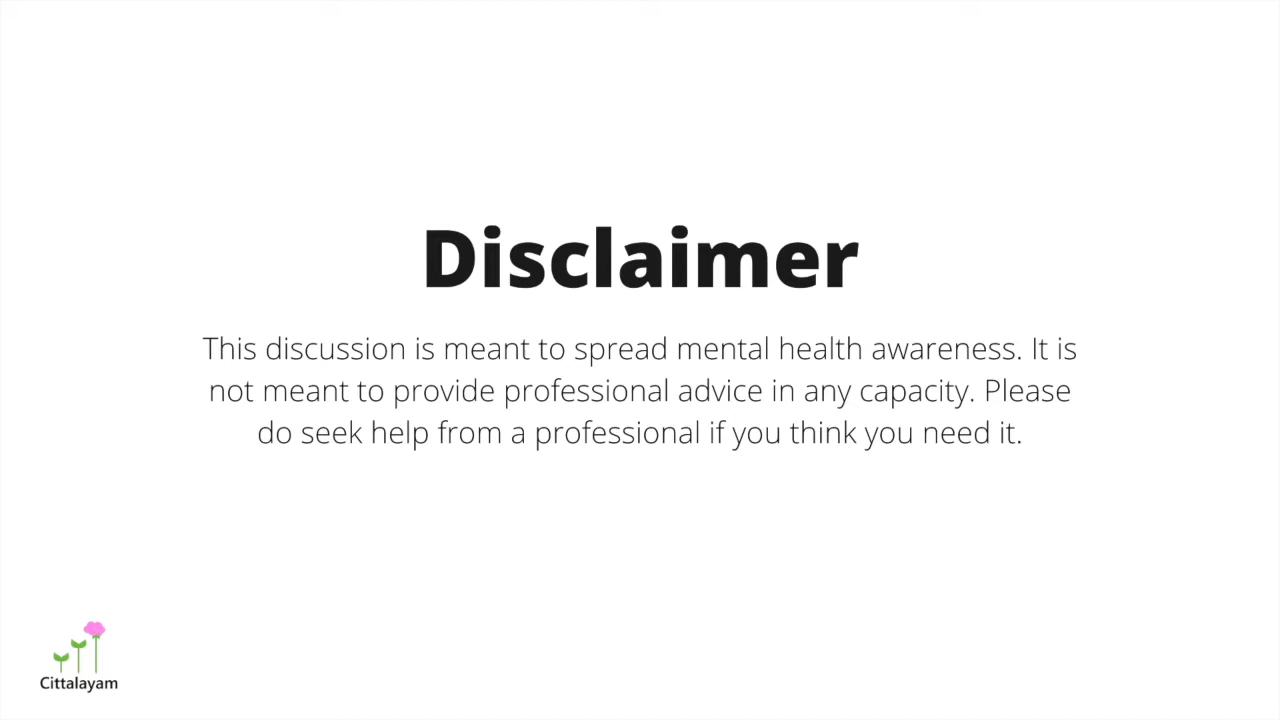 Disclaimer
This discussion is meant to spread mental health awareness. It is
not meant to provide professional advice in any capacity. Please
do seek help from a professional if you think you need it.
Cittalayam